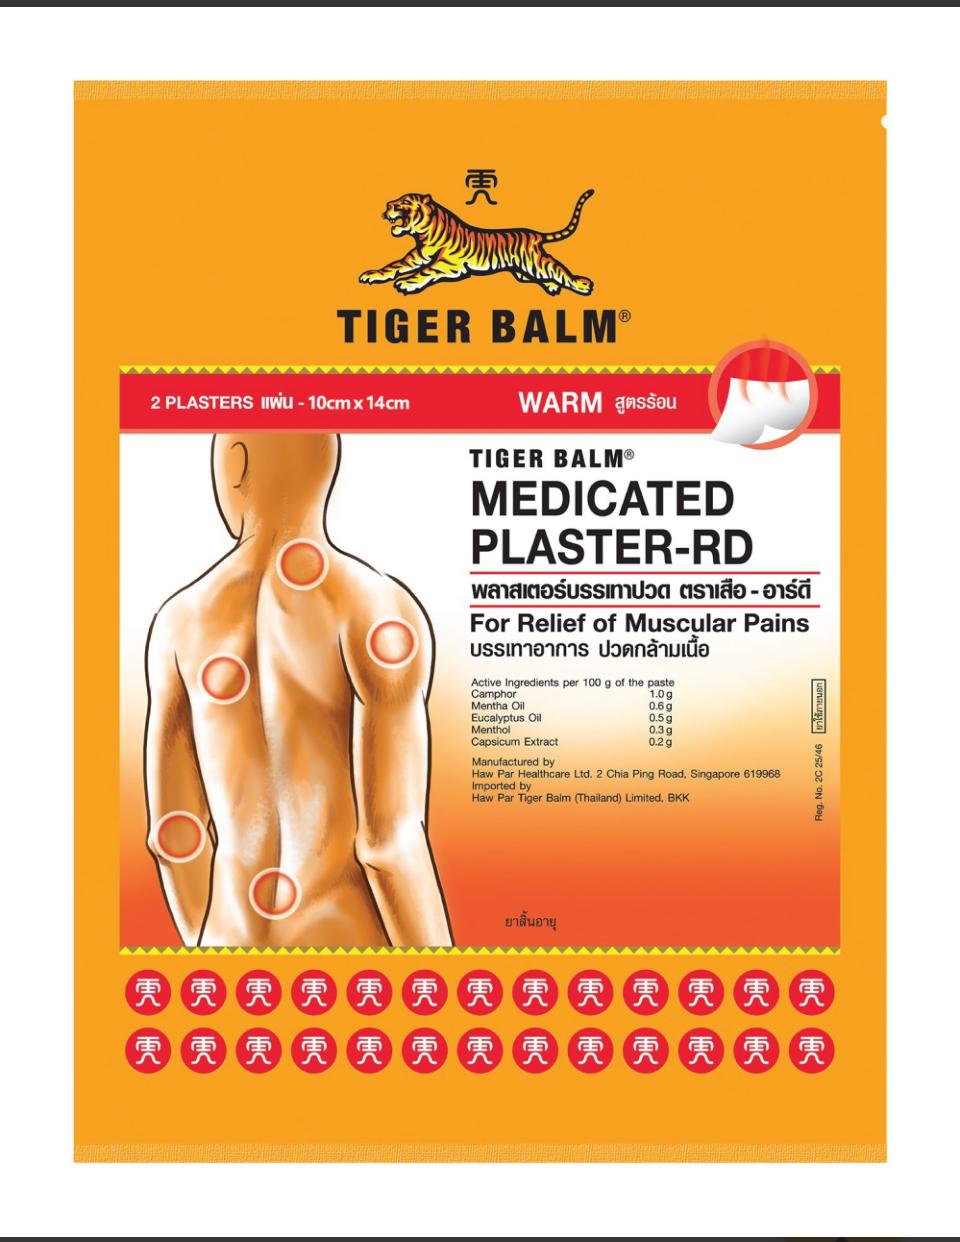 TIGER BALM®
2 PLASTERS แผ่น - 10cm x 14cm
WARM สูตรร้อน
TIGER BALM®
MEDICATED
PLASTER-RD
พลาสเตอร์บรรเทาปวด ตราเสือ - อาร์ดี
For Relief of Muscular Pains
บรรเทาอาการ ปวดกล้ามเนื้อ
Active Ingredients per 100 g of the paste
Camphor 1.0 g
Mentha Oil 0.6 g
Eucalyptus Oil 0.5 g
Menthol 0.3 g
Capsicum Extract 0.2 g
Manufactured by
Haw Par Healthcare Ltd. 2 Chia Ping Road, Singapore 619968
Imported by
Haw Par Tiger Balm (Thailand) Limited, BKK
Reg. No. 2C 25/46 ยาใช้ภายนอก
ยาสิ้นอายุ